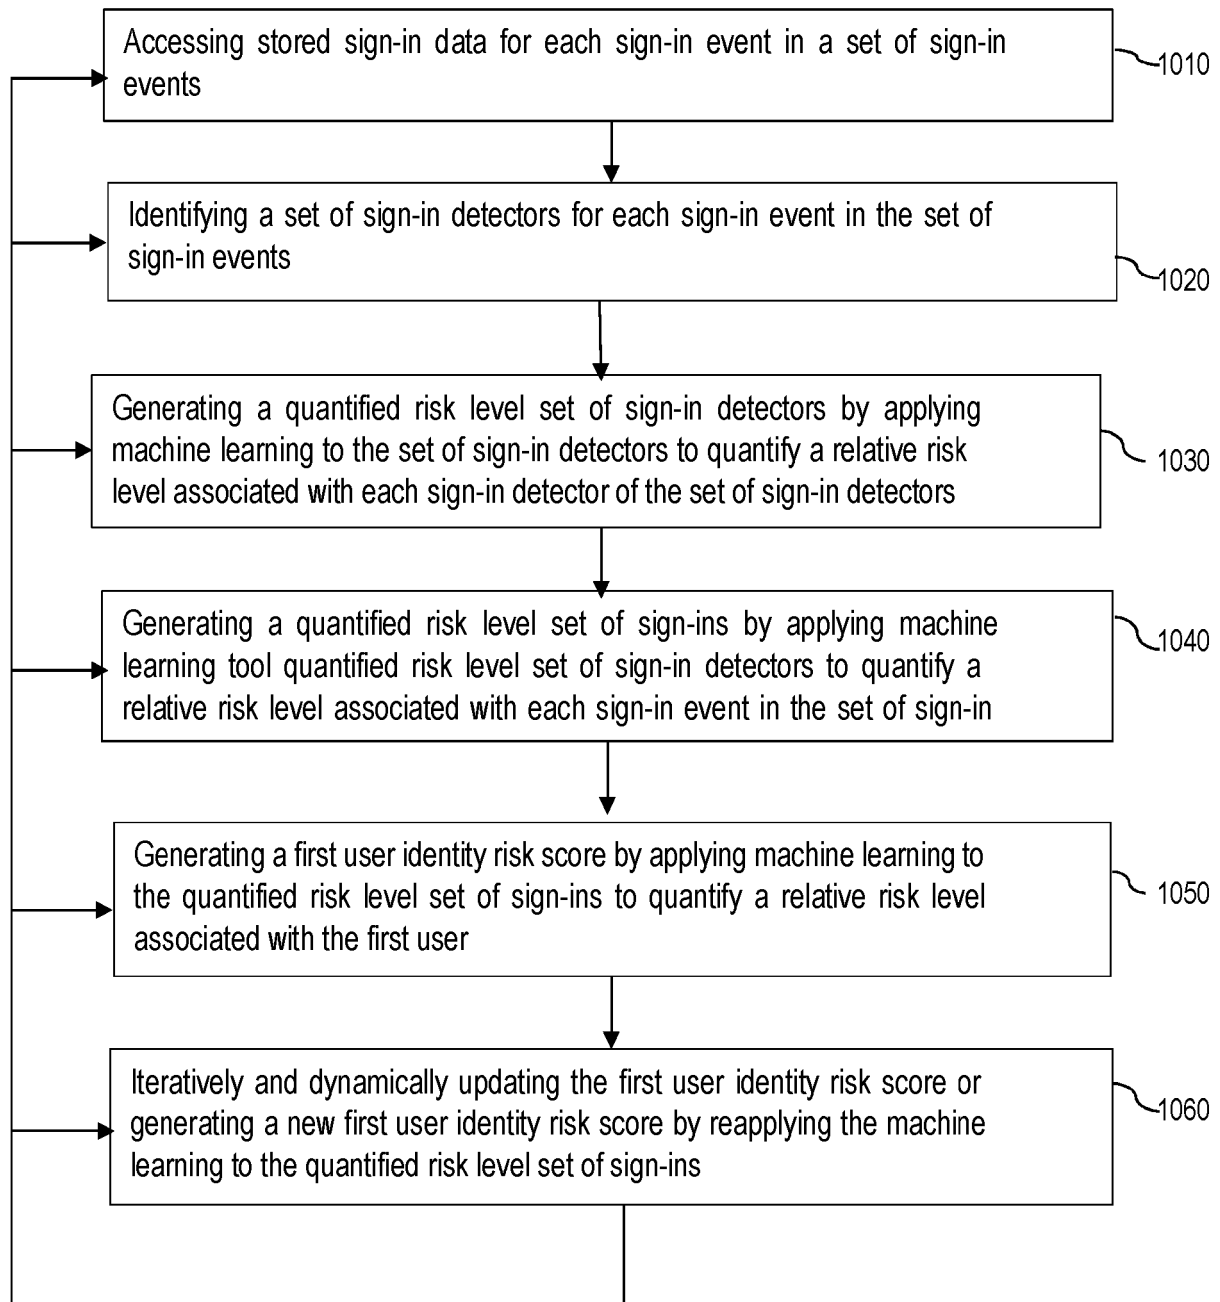 Accessing stored sign-in data for each sign-in event in a set of sign-in
events
1010
Identifying a set of sign-in detectors for each sign-in event in the set of
sign-in events
1020
Generating a quantified risk level set of sign-in detectors by applying
machine learning to the set of sign-in detectors to quantify a relative risk
level associated with each sign-in detector of the set of sign-in detectors
1030
Generating a quantified risk level set of sign-ins by applying machine
learning tool quantified risk level set of sign-in detectors to quantify a
relative risk level associated with each sign-in event in the set of sign-in
1040
Generating a first user identity risk score by applying machine learning to
the quantified risk level set of sign-ins to quantify a relative risk level
associated with the first user
1050
Iteratively and dynamically updating the first user identity risk score or
generating a new first user identity risk score by reapplying the machine
learning to the quantified risk level set of sign-ins
1060